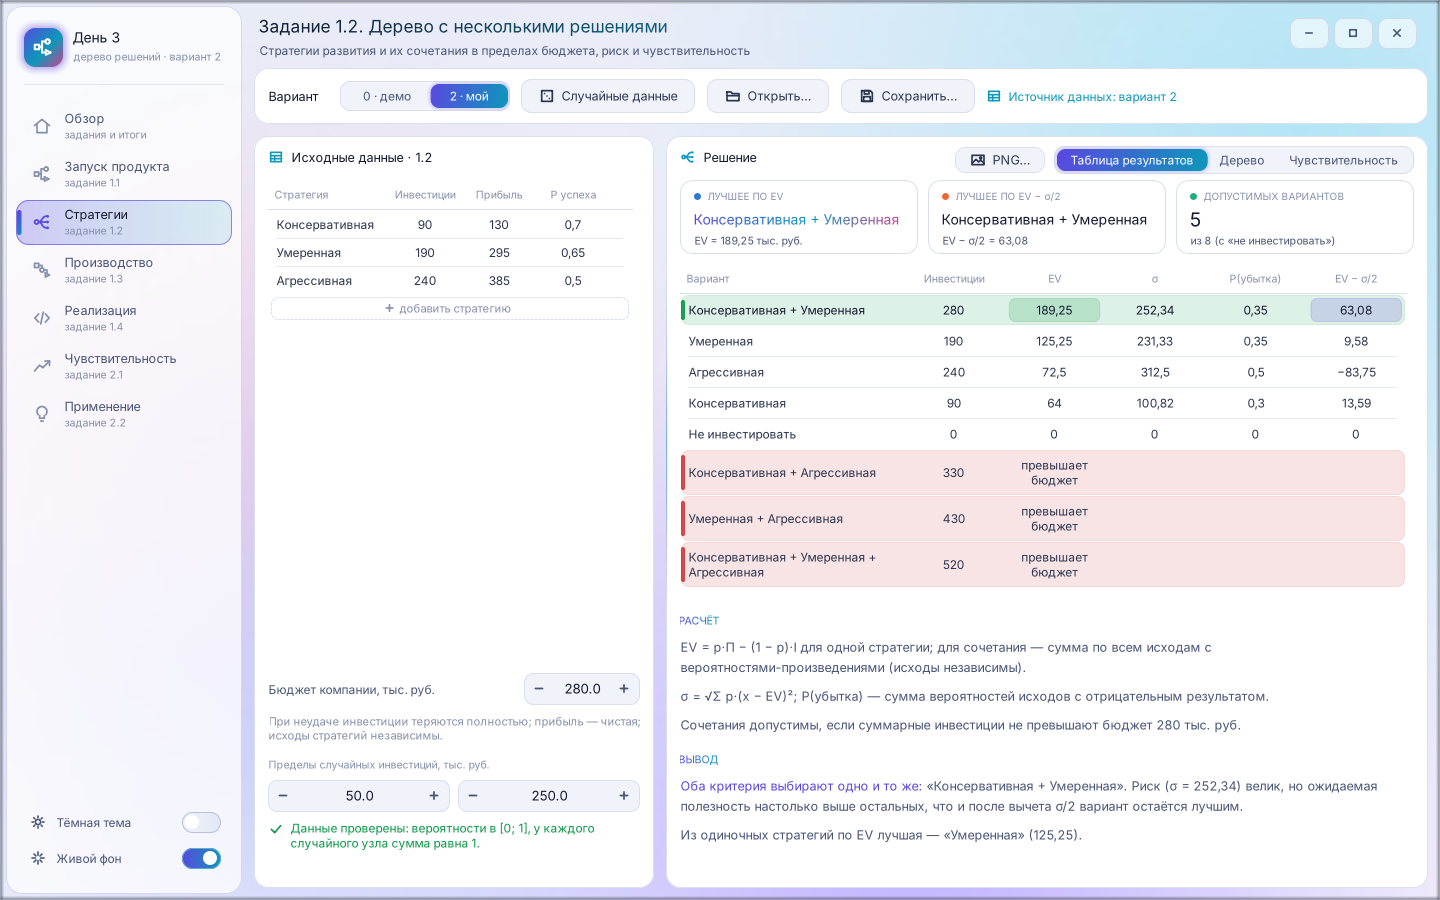 День 3
дерево решений · вариант 2
Обзор
задания и итоги
Запуск продукта
задание 1.1
Стратегии
задание 1.2
Производство
задание 1.3
Реализация
задание 1.4
Чувствительность
задание 2.1
Применение
задание 2.2
Тёмная тема
Живой фон
Задание 1.2. Дерево с несколькими решениями
Стратегии развития и их сочетания в пределах бюджета, риск и чувствительность
Вариант 0 · демо 2 · мой Случайные данные Открыть... Сохранить... Источник данных: вариант 2
Исходные данные · 1.2
Стратегия Инвестиции Прибыль P успеха
Консервативная 90 130 0,7
Умеренная 190 295 0,65
Агрессивная 240 385 0,5
+ добавить стратегию
Бюджет компании, тыс. руб. − 280.0 +
При неудаче инвестиции теряются полностью; прибыль — чистая;
исходы стратегий независимы.
Пределы случайных инвестиций, тыс. руб.
− 50.0 + − 250.0 +
Данные проверены: вероятности в [0; 1], у каждого
случайного узла сумма равна 1.
Решение PNG... Таблица результатов Дерево Чувствительность
ЛУЧШЕЕ ПО EV
Консервативная + Умеренная
EV = 189,25 тыс. руб.
ЛУЧШЕЕ ПО EV − σ/2
Консервативная + Умеренная
EV − σ/2 = 63,08
ДОПУСТИМЫХ ВАРИАНТОВ
5
из 8 (с «не инвестировать»)
Вариант Инвестиции EV σ P(убытка) EV − σ/2
Консервативная + Умеренная 280 189,25 252,34 0,35 63,08
Умеренная 190 125,25 231,33 0,35 9,58
Агрессивная 240 72,5 312,5 0,5 −83,75
Консервативная 90 64 100,82 0,3 13,59
Не инвестировать 0 0 0 0 0
Консервативная + Агрессивная 330 превышает
бюджет
Умеренная + Агрессивная 430 превышает
бюджет
Консервативная + Умеренная + 520 превышает
Агрессивная бюджет
РАСЧЁТ
EV = p·П − (1 − p)·I для одной стратегии; для сочетания — сумма по всем исходам с
вероятностями-произведениями (исходы независимы).
σ = √Σ p·(x − EV)²; P(убытка) — сумма вероятностей исходов с отрицательным результатом.
Сочетания допустимы, если суммарные инвестиции не превышают бюджет 280 тыс. руб.
ВЫВОД
Оба критерия выбирают одно и то же: «Консервативная + Умеренная». Риск (σ = 252,34) велик, но ожидаемая
полезность настолько выше остальных, что и после вычета σ/2 вариант остаётся лучшим.
Из одиночных стратегий по EV лучшая — «Умеренная» (125,25).